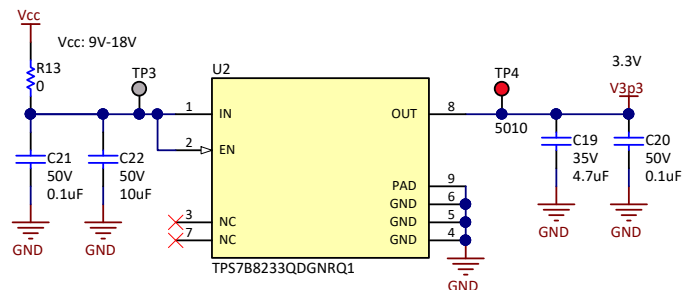 Vcc
Vcc: 9V-18V
R13
0
TP3
U2
TP4
5010
3.3V
V3p3
1
IN
2
EN
OUT
8
C21
50V
0.1uF
C22
50V
10uF
C19
35V
4.7uF
C20
50V
0.1uF
PAD
9
GND
6
GND
5
GND
4
3
NC
7
NC
TPS7B8233QDGNRQ1
GND
GND
GND
GND
GND